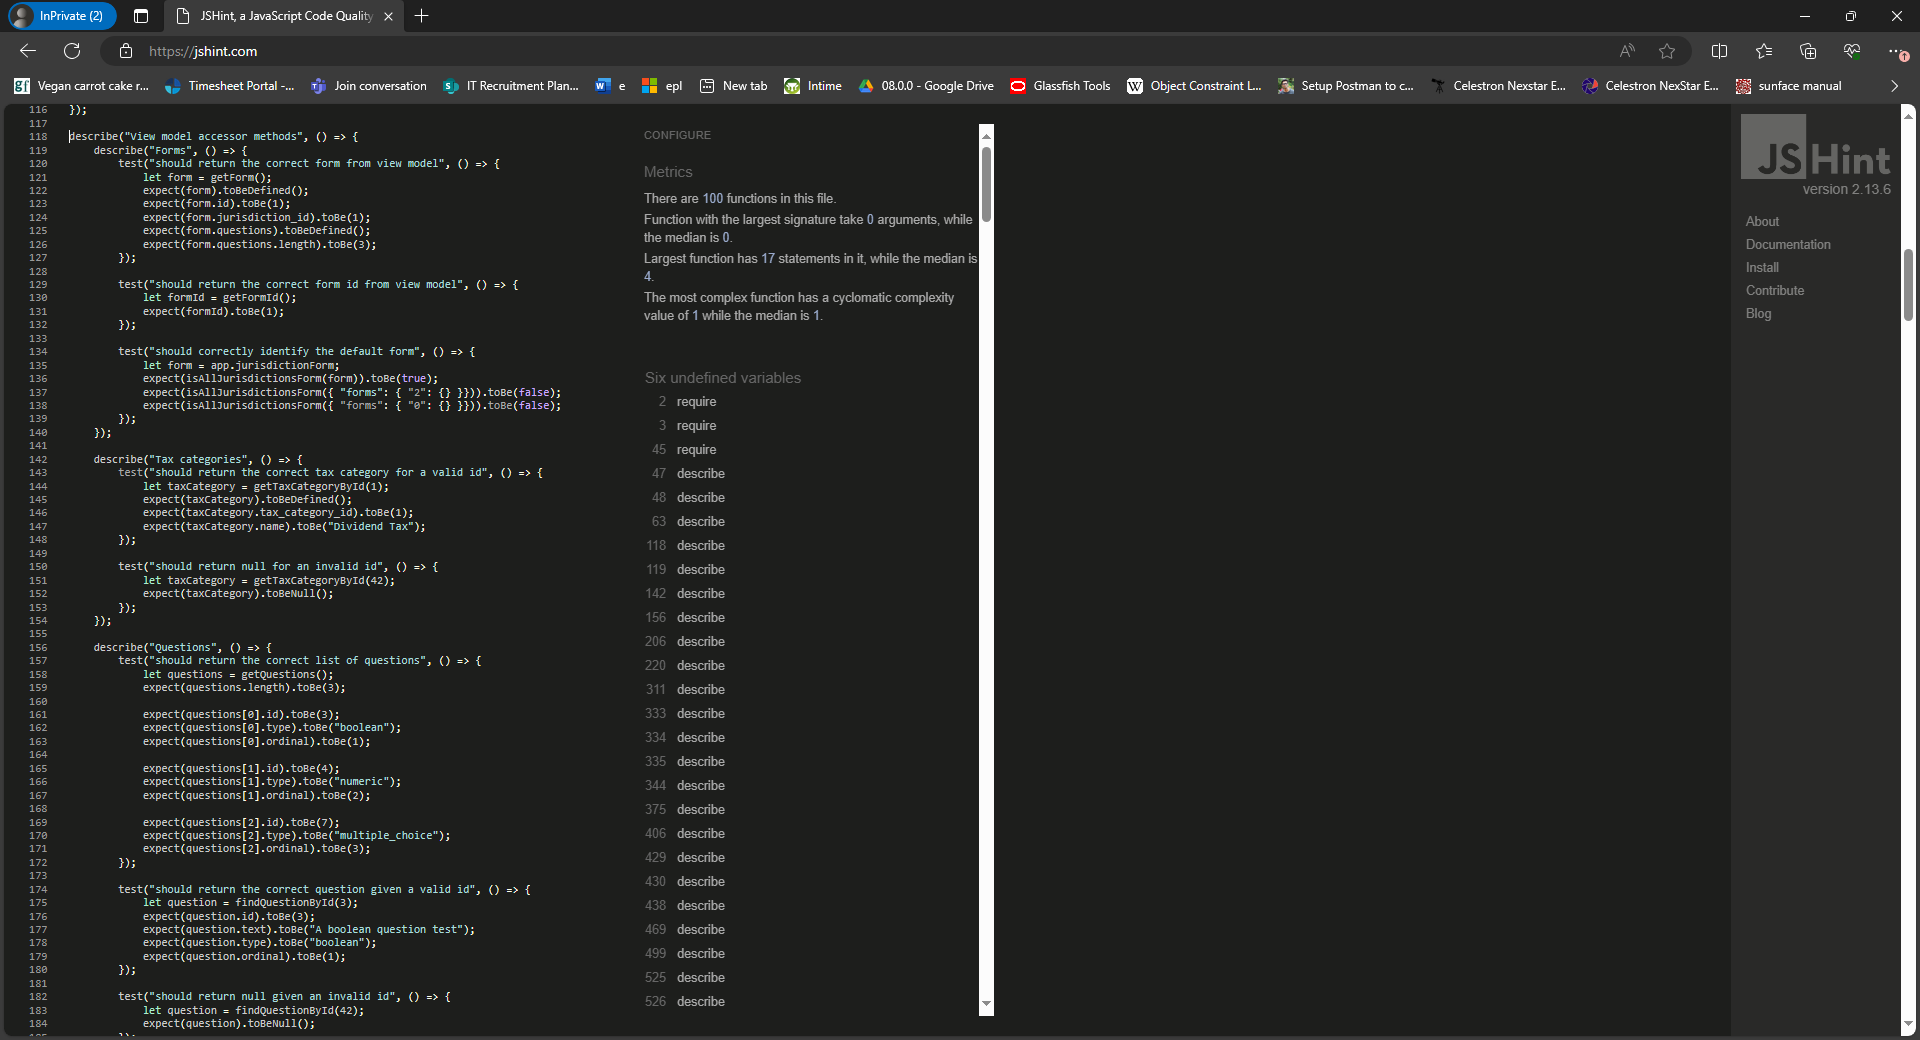 InPrivate (2)
JSHint, a JavaScript Code Quality
https://jshint.com
Vegan carrot cake r...
Timesheet Portal -...
Join conversation
IT Recruitment Plan...
e
epl
New tab
Intime
08.0.0 - Google Drive
Glassfish Tools
Object Constraint L...
Setup Postman to c...
Celestron Nexstar E...
Celestron NexStar E...
sunface manual
116 });
117
118 describe("View model accessor methods", () => {
119     describe("Forms", () => {
120         test("should return the correct form from view model", () => {
121             let form = getForm();
122             expect(form).toBeDefined();
123             expect(form.id).toBe(1);
124             expect(form.jurisdiction_id).toBe(1);
125             expect(form.questions).toBeDefined();
126             expect(form.questions.length).toBe(3);
127         });
128
129         test("should return the correct form id from view model", () => {
130             let formId = getFormId();
131             expect(formId).toBe(1);
132         });
133
134         test("should correctly identify the default form", () => {
135             let form = app.jurisdictionForm;
136             expect(isAllJurisdictionsForm(form)).toBe(true);
137             expect(isAllJurisdictionsForm({ "forms": { "2": {} }})).toBe(false);
138             expect(isAllJurisdictionsForm({ "forms": { "0": {} }})).toBe(false);
139         });
140     });
141
142     describe("Tax categories", () => {
143         test("should return the correct tax category for a valid id", () => {
144             let taxCategory = getTaxCategoryById(1);
145             expect(taxCategory).toBeDefined();
146             expect(taxCategory.tax_category_id).toBe(1);
147             expect(taxCategory.name).toBe("Dividend Tax");
148         });
149
150         test("should return null for an invalid id", () => {
151             let taxCategory = getTaxCategoryById(42);
152             expect(taxCategory).toBeNull();
153         });
154     });
155
156     describe("Questions", () => {
157         test("should return the correct list of questions", () => {
158             let questions = getQuestions();
159             expect(questions.length).toBe(3);
160
161             expect(questions[0].id).toBe(3);
162             expect(questions[0].type).toBe("boolean");
163             expect(questions[0].ordinal).toBe(1);
164
165             expect(questions[1].id).toBe(4);
166             expect(questions[1].type).toBe("numeric");
167             expect(questions[1].ordinal).toBe(2);
168
169             expect(questions[2].id).toBe(7);
170             expect(questions[2].type).toBe("multiple_choice");
171             expect(questions[2].ordinal).toBe(3);
172         });
173
174         test("should return the correct question given a valid id", () => {
175             let question = findQuestionById(3);
176             expect(question.id).toBe(3);
177             expect(question.text).toBe("A boolean question test");
178             expect(question.type).toBe("boolean");
179             expect(question.ordinal).toBe(1);
180         });
181
182         test("should return null given an invalid id", () => {
183             let question = findQuestionById(42);
184             expect(question).toBeNull();
CONFIGURE
Metrics
There are 100 functions in this file.
Function with the largest signature take 0 arguments, while
the median is 0.
Largest function has 17 statements in it, while the median is
4.
The most complex function has a cyclomatic complexity
value of 1 while the median is 1.
Six undefined variables
2 require
3 require
45 require
47 describe
48 describe
63 describe
118 describe
119 describe
142 describe
156 describe
206 describe
220 describe
311 describe
333 describe
334 describe
335 describe
344 describe
375 describe
406 describe
429 describe
430 describe
438 describe
469 describe
499 describe
525 describe
526 describe
JSHint
version 2.13.6
About
Documentation
Install
Contribute
Blog